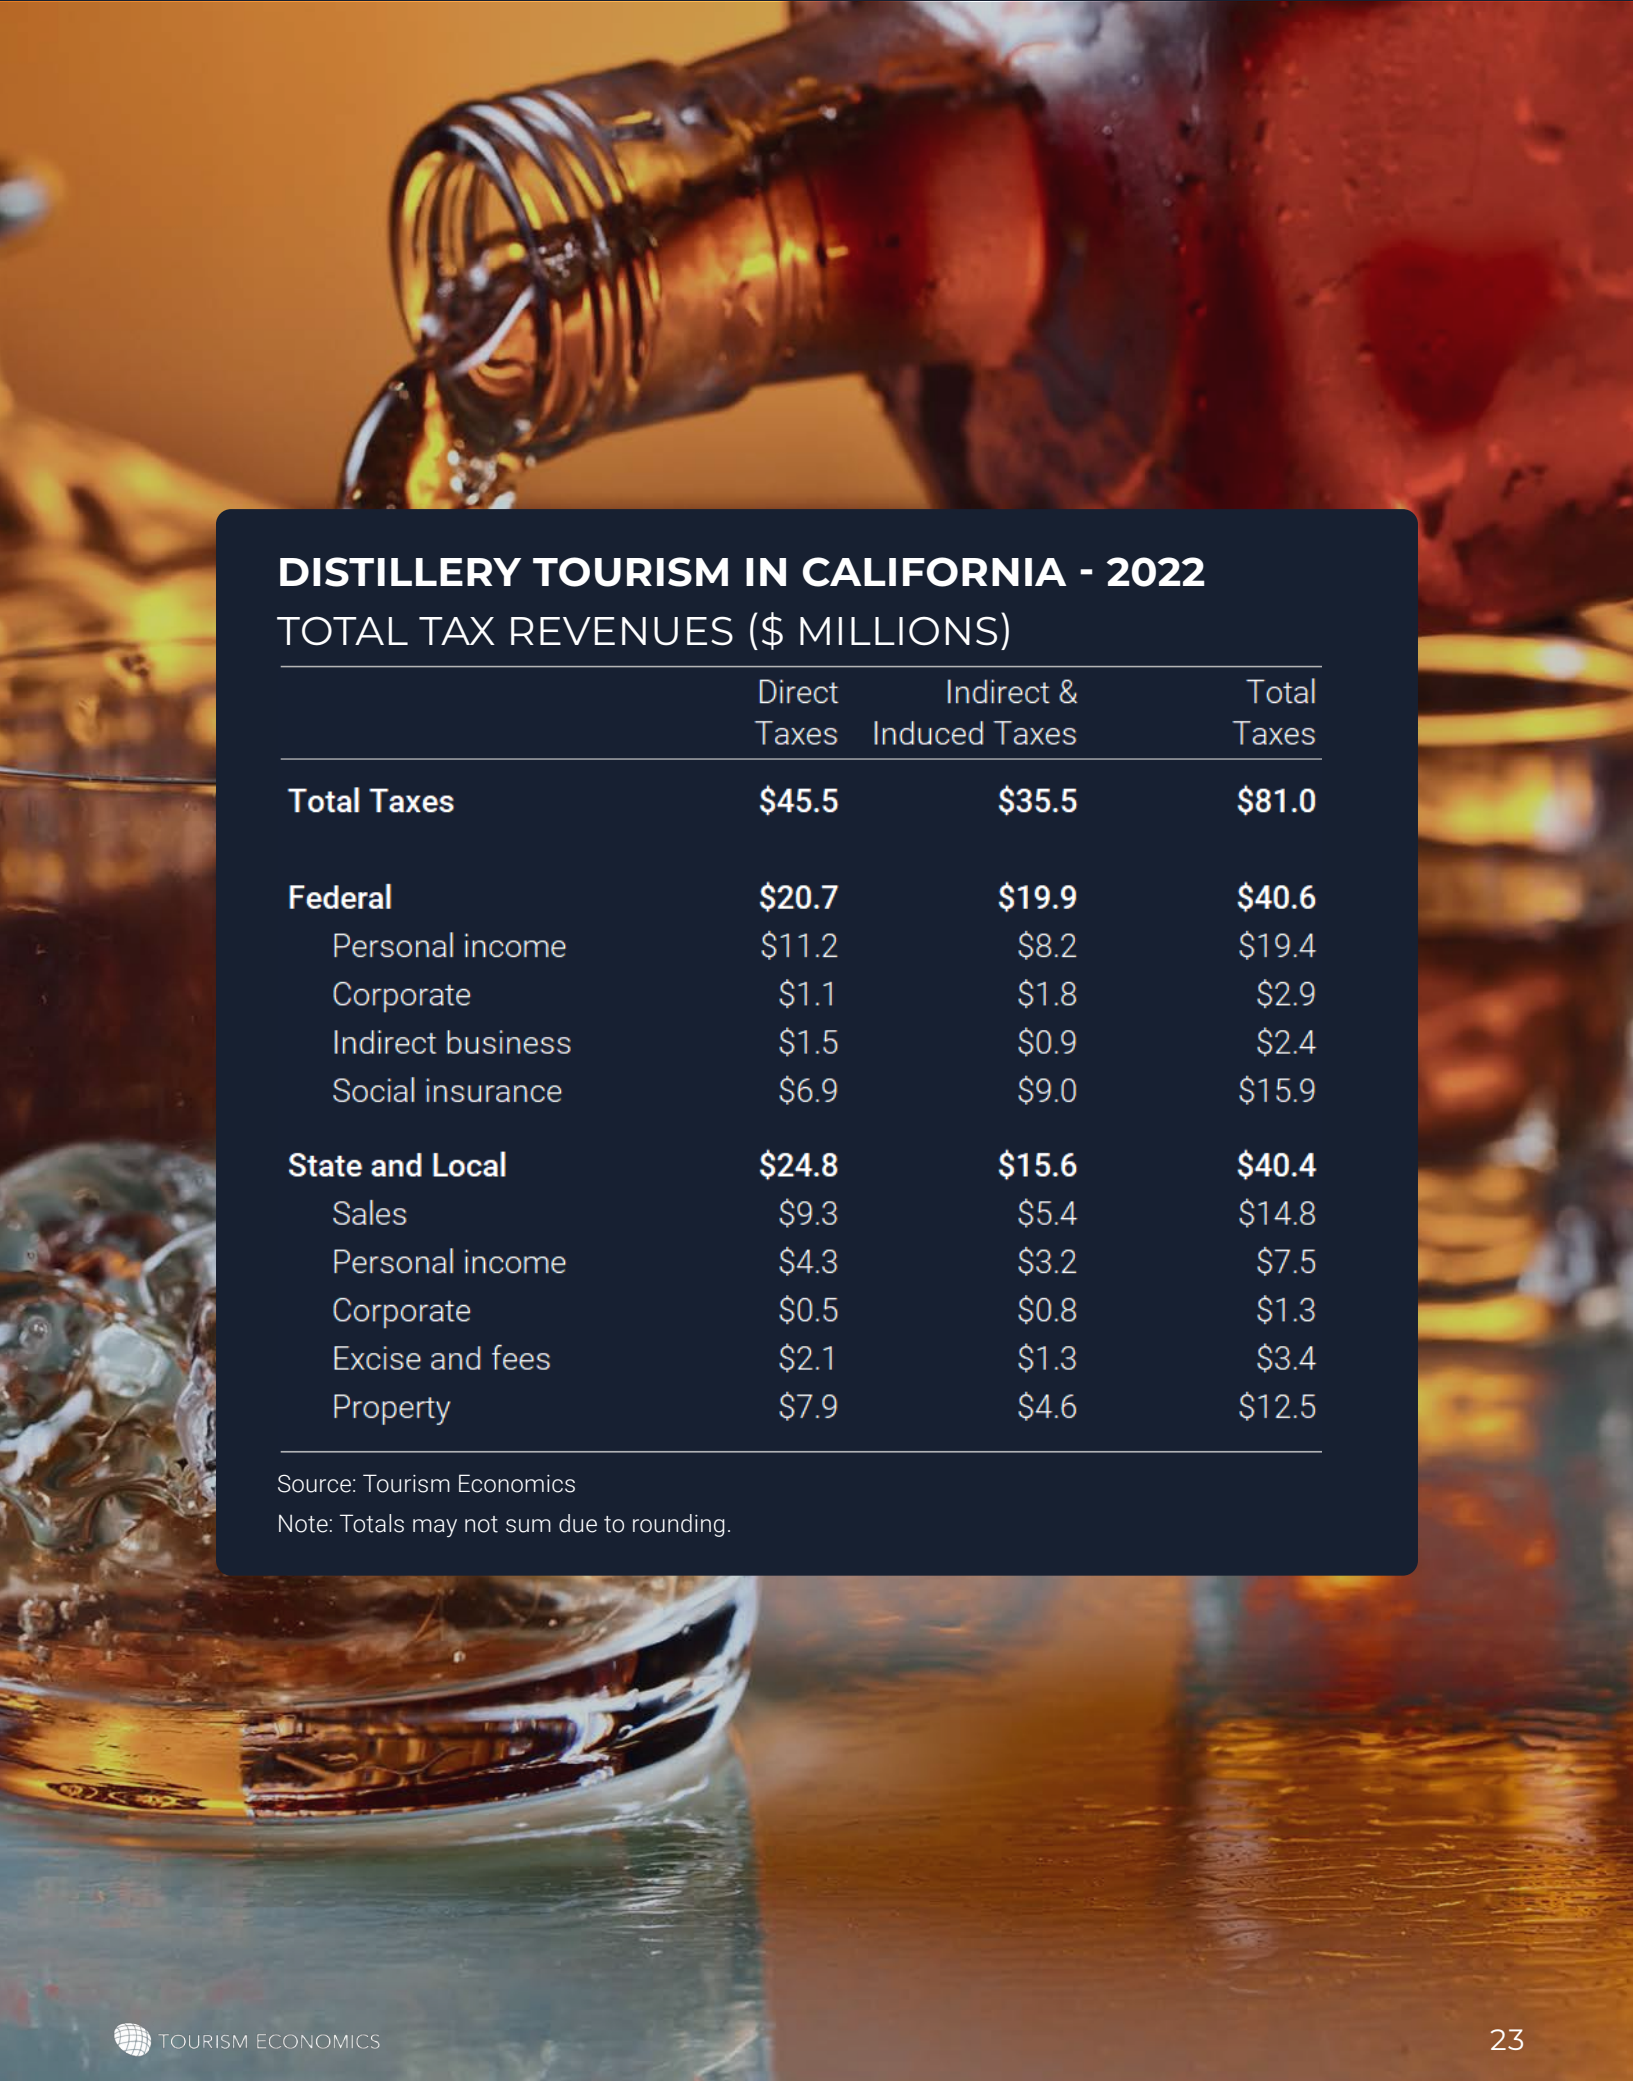 DISTILLERY TOURISM IN CALIFORNIA - 2022
TOTAL TAX REVENUES ($ MILLIONS)
Direct Indirect & Total
Taxes Induced Taxes Taxes
Total Taxes $45.5 $35.5 $81.0
Federal $20.7 $19.9 $40.6
Personal income $11.2 $8.2 $19.4
Corporate $1.1 $1.8 $2.9
Indirect business $1.5 $0.9 $2.4
Social insurance $6.9 $9.0 $15.9
State and Local $24.8 $15.6 $40.4
Sales $9.3 $5.4 $14.8
Personal income $4.3 $3.2 $7.5
Corporate $0.5 $0.8 $1.3
Excise and fees $2.1 $1.3 $3.4
Property $7.9 $4.6 $12.5
Source: Tourism Economics
Note: Totals may not sum due to rounding.
TOURISM ECONOMICS
23